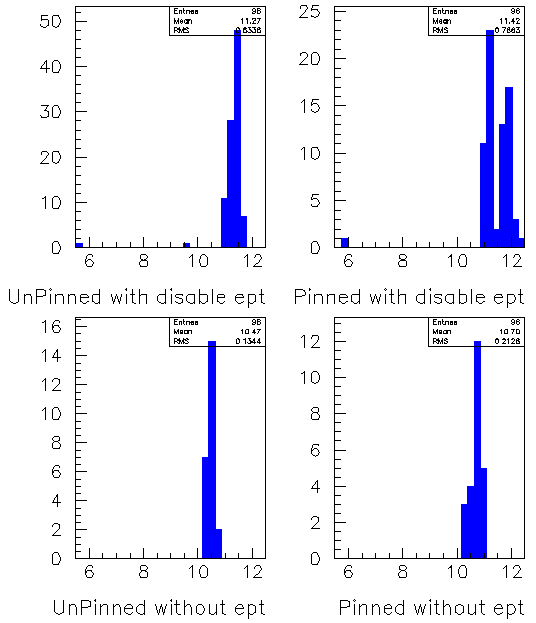 Entries 96
Mean 11.27
RMS 0.6336
50
40
30
20
10
0
6 8 10 12
UnPinned with disable ept
Entries 96
Mean 11.42
RMS 0.7663
25
20
15
10
5
0
6 8 10 12
Pinned with disable ept
Entries 96
Mean 10.47
RMS 0.1344
16
14
12
10
8
6
4
2
0
6 8 10 12
UnPinned without ept
Entries 96
Mean 10.70
RMS 0.2126
12
10
8
6
4
2
0
6 8 10 12
Pinned without ept